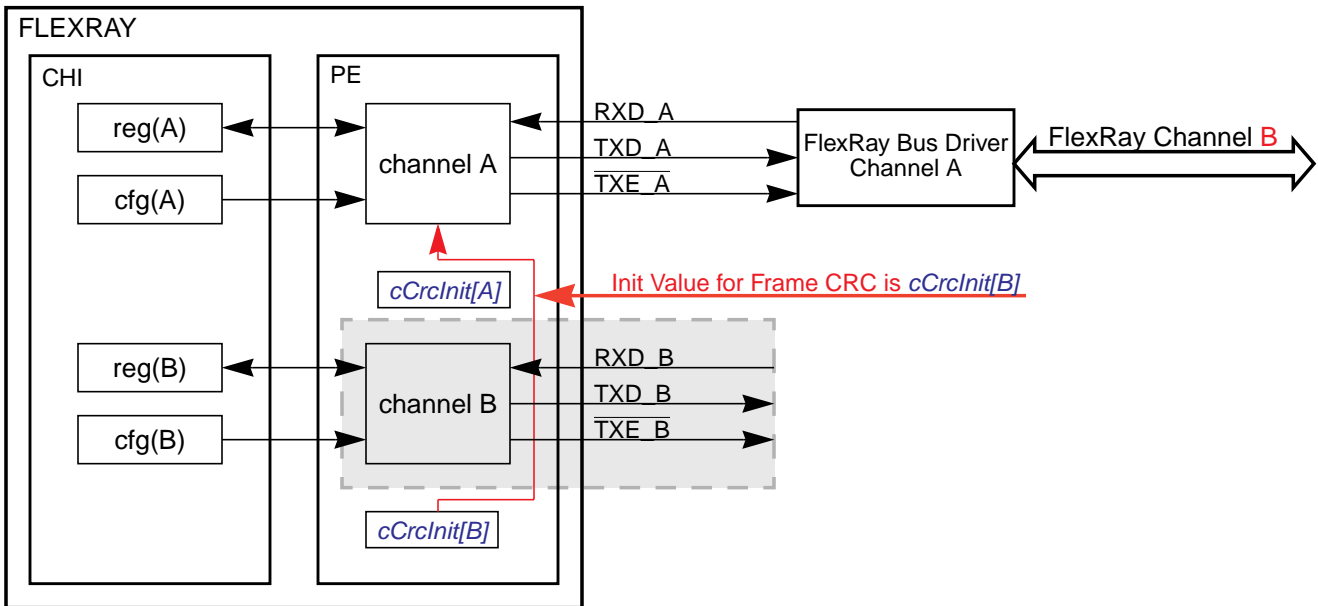 FLEXRAY
CHI
PE
reg(A)
cfg(A)
channel A
RXD_A
TXD_A
TXE_A
FlexRay Bus Driver
Channel A
FlexRay Channel B
cCrcInit[A]
Init Value for Frame CRC is cCrcInit[B]
reg(B)
cfg(B)
channel B
RXD_B
TXD_B
TXE_B
cCrcInit[B]